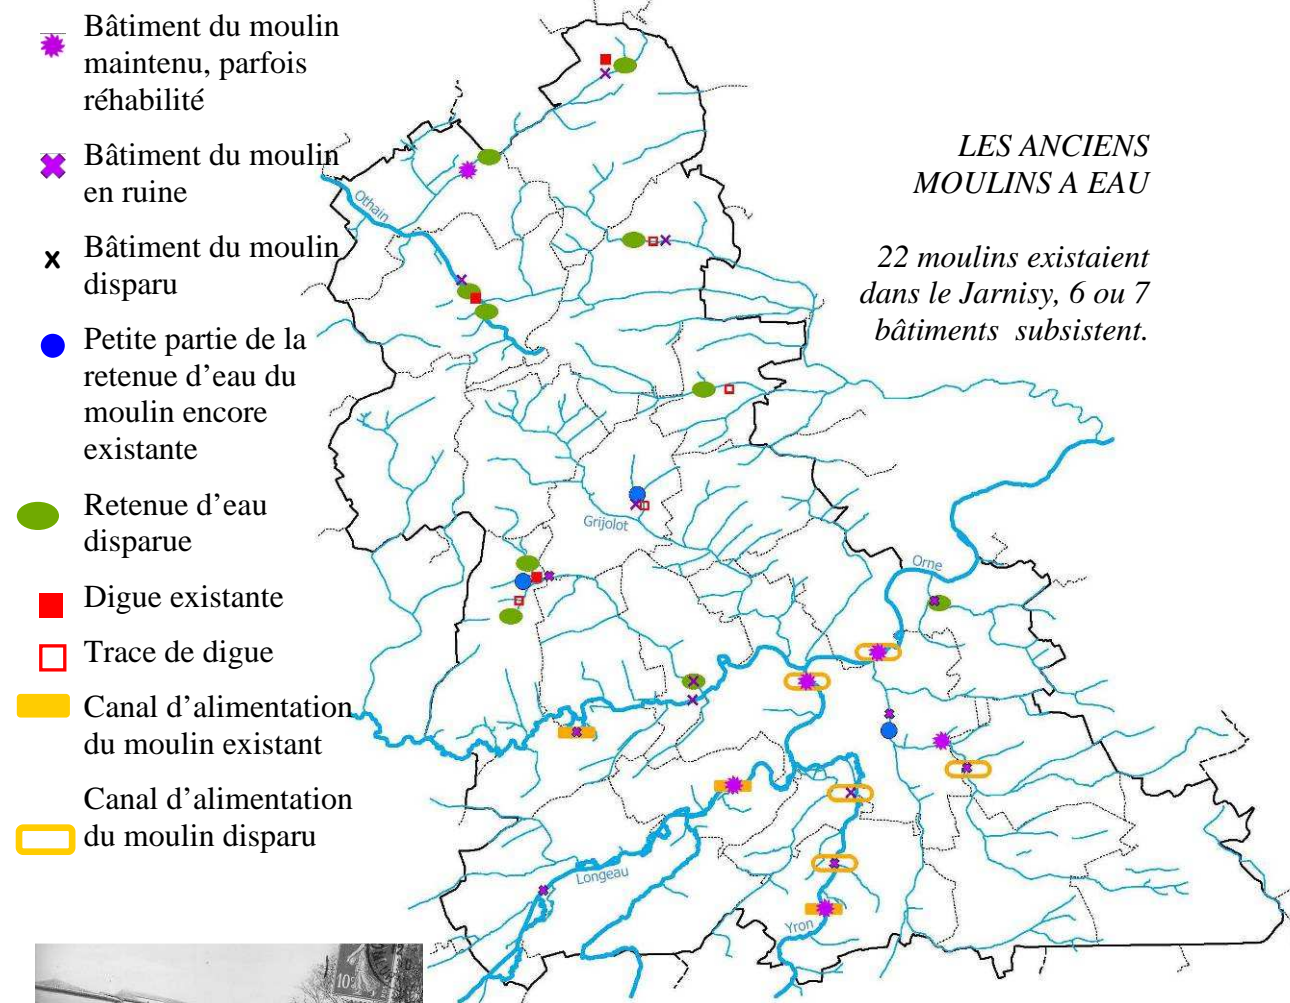 Bâtiment du moulin
maintenu, parfois
réhabilité
Bâtiment du moulin
en ruine
Bâtiment du moulin
disparu
Petite partie de la
retenue d'eau du
moulin encore
existante
Retenue d'eau
disparue
Digue existante
Trace de digue
Canal d'alimentation
du moulin existant
Canal d'alimentation
du moulin disparu
LES ANCIENS
MOULINS A EAU
22 moulins existaient
dans le Jarnisy, 6 ou 7
bâtiments subsistent.
Othain
Grijolot
Orne
Longeau
Yron